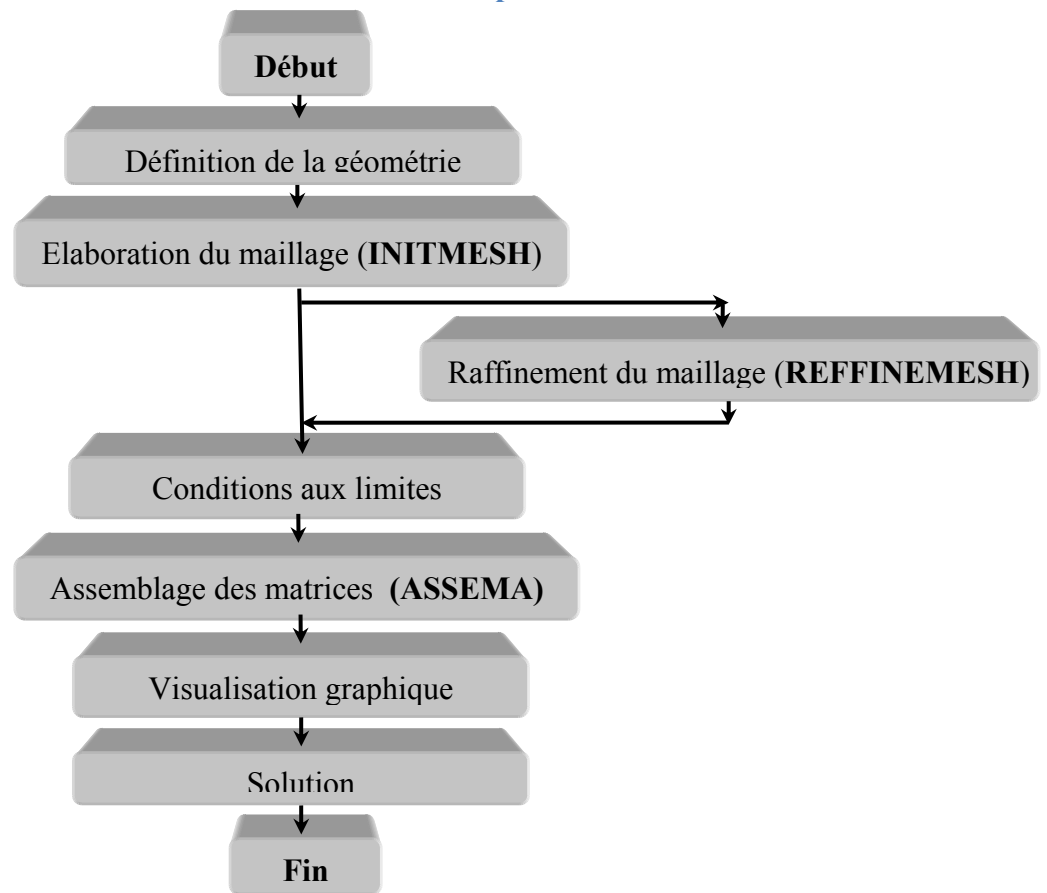 Début
Définition de la géométrie
Elaboration du maillage (INITMESH)
Raffinement du maillage (REFFINEMESH)
Conditions aux limites
Assemblage des matrices (ASSEMA)
Visualisation graphique
Solution
Fin